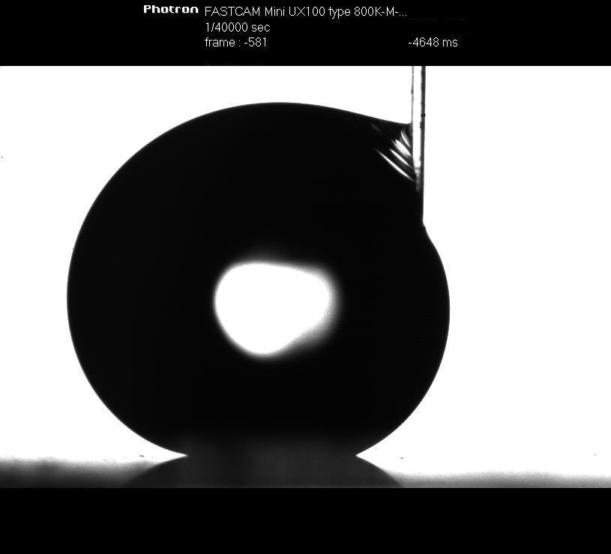 Photron FASTCAM Mini UX100 type 800K-M-...
1/40000 sec
frame : -581 -4648 ms